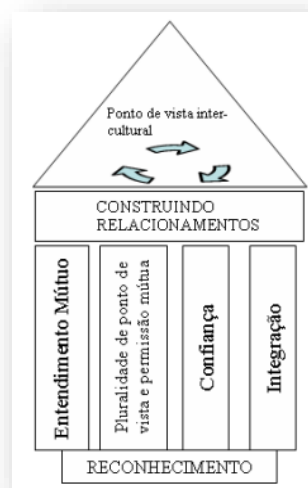 Ponto de vista inter-
cultural
CONSTRUINDO
RELACIONAMENTOS
Entendimento Mútuo
Pluralidade de ponto de
vista e permissão mútua
Confiança
Integração
RECONHECIMENTO